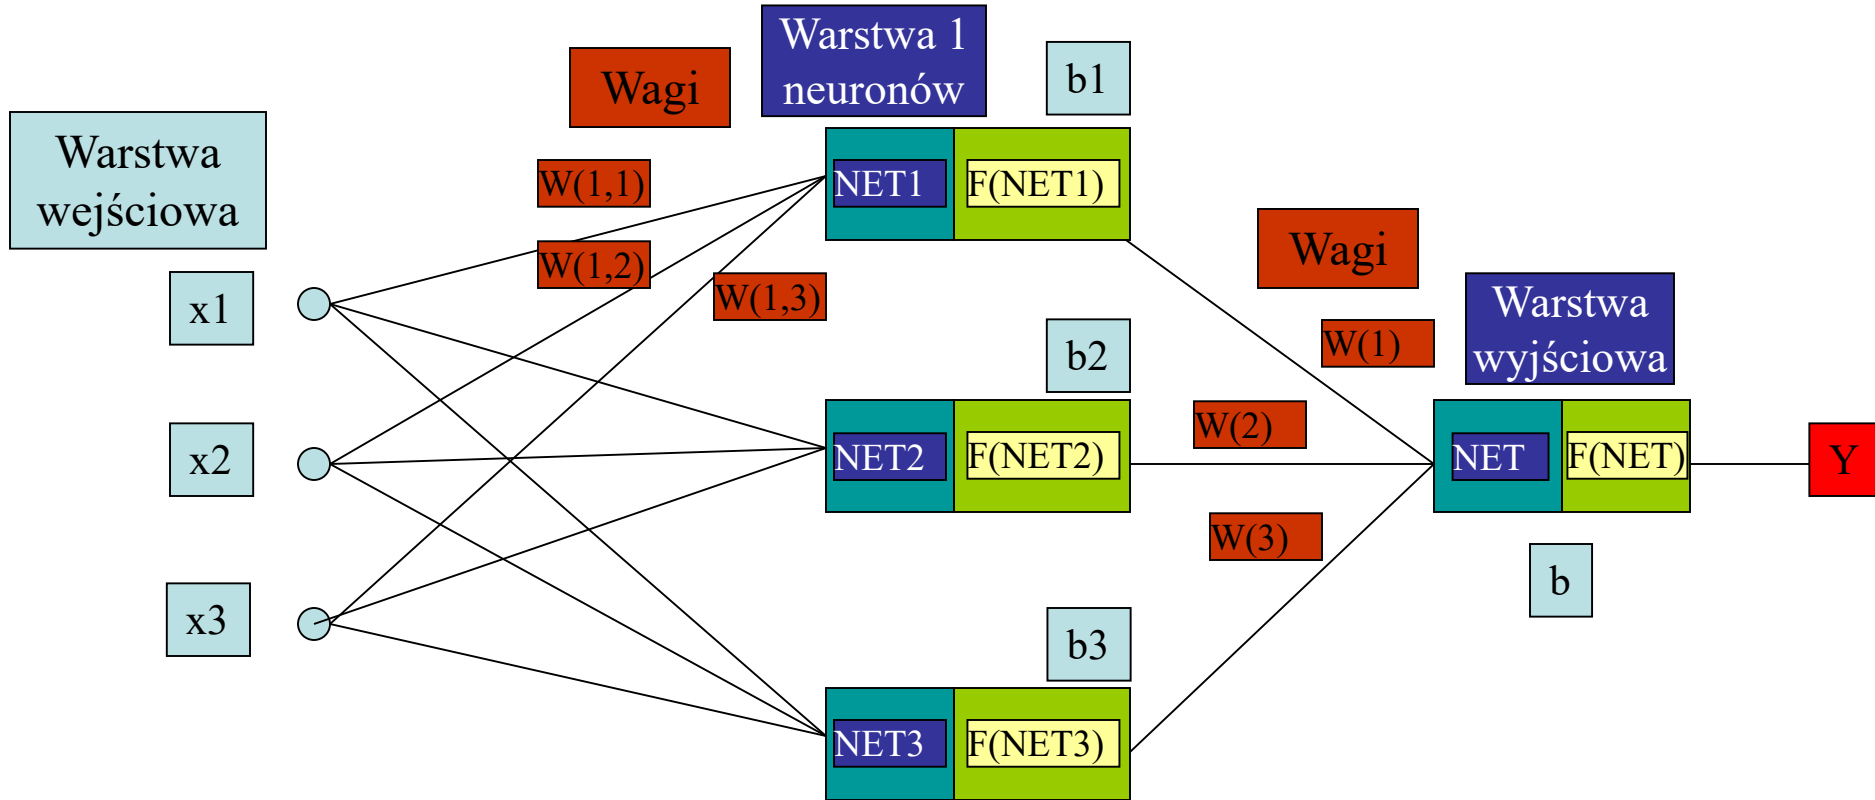 Warstwa 1
neuronów
Wagi
b1
Warstwa
wejściowa
W(1,1)
NET1
F(NET1)
W(1,2)
W(1,3)
Wagi
x1
Warstwa
wyjściowa
b2
W(1)
W(2)
x2
NET2
F(NET2)
NET
F(NET)
Y
W(3)
b
x3
b3
NET3
F(NET3)